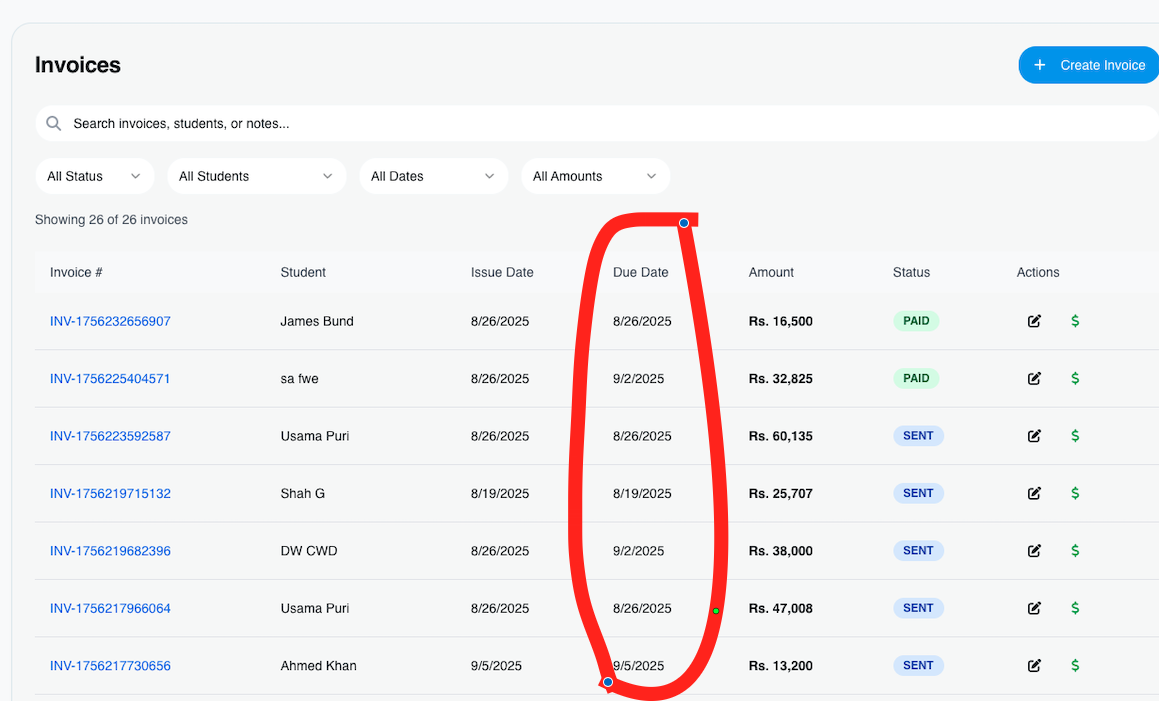 Invoices
+ Create Invoice
Search invoices, students, or notes...
All Status All Students All Dates All Amounts
Showing 26 of 26 invoices
Invoice # Student Issue Date Due Date Amount Status Actions
INV-1756232656907 James Bund 8/26/2025 8/26/2025 Rs. 16,500 PAID $
INV-1756225404571 sa fwe 8/26/2025 9/2/2025 Rs. 32,825 PAID $
INV-1756223592587 Usama Puri 8/26/2025 8/26/2025 Rs. 60,135 SENT $
INV-1756219715132 Shah G 8/19/2025 8/19/2025 Rs. 25,707 SENT $
INV-1756219682396 DW CWD 8/26/2025 9/2/2025 Rs. 38,000 SENT $
INV-1756217966064 Usama Puri 8/26/2025 8/26/2025 Rs. 47,008 SENT $
INV-1756217730656 Ahmed Khan 9/5/2025 9/5/2025 Rs. 13,200 SENT $